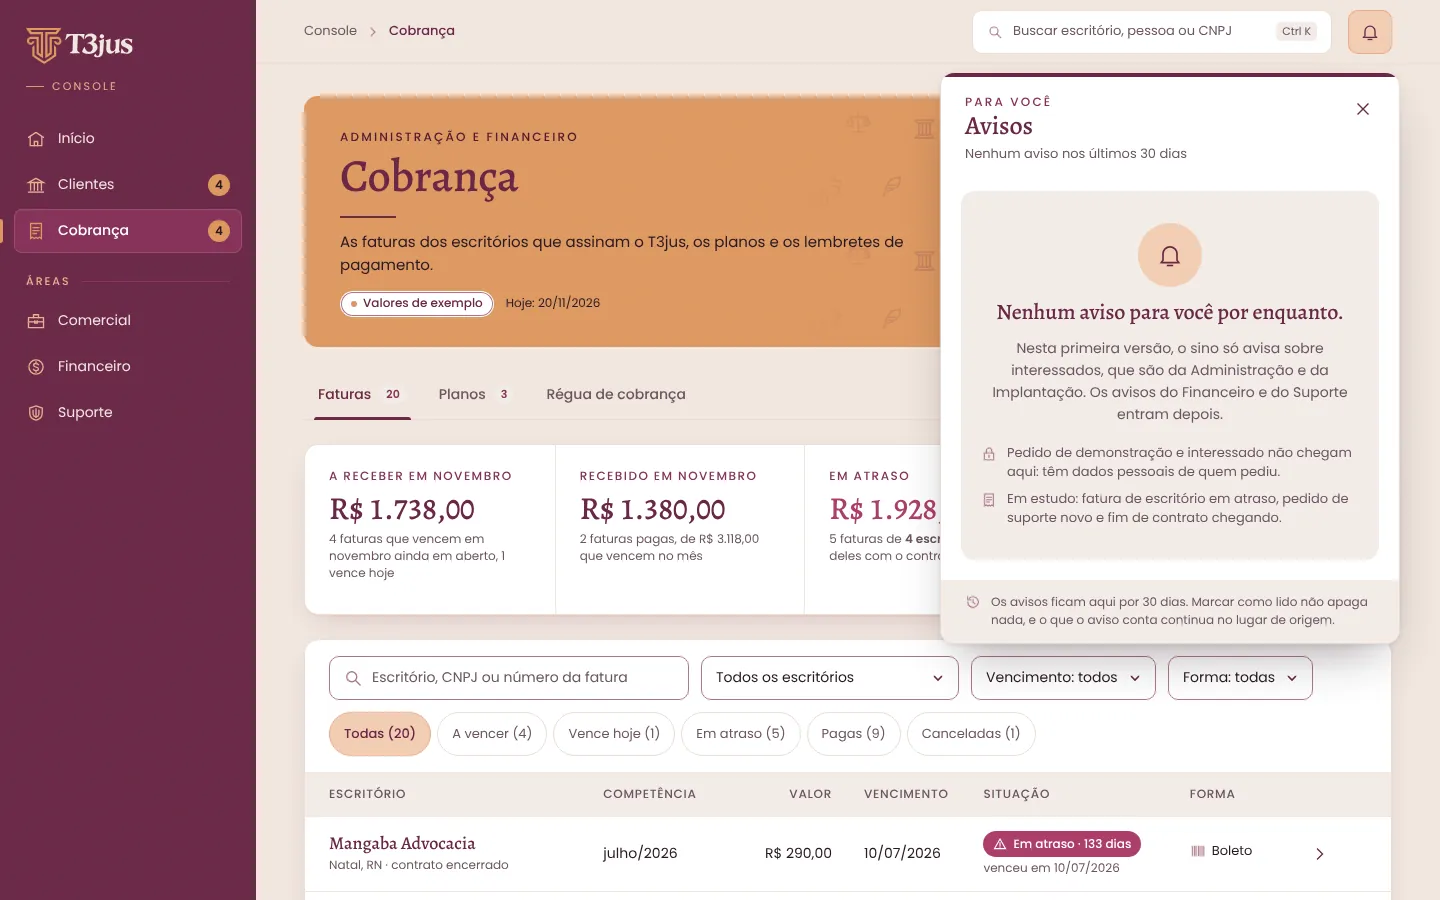 T3jus
CONSOLE
Início
Clientes 4
Cobrança 4
ÁREAS
Comercial
Financeiro
Suporte
Console > Cobrança
Buscar escritório, pessoa ou CNPJ Ctrl K
ADMINISTRAÇÃO E FINANCEIRO
Cobrança
As faturas dos escritórios que assinam o T3jus, os planos e os lembretes de
pagamento.
Valores de exemplo Hoje: 20/11/2026
PARA VOCÊ
Avisos
Nenhum aviso nos últimos 30 dias
Nenhum aviso para você por enquanto.
Nesta primeira versão, o sino só avisa sobre
interessados, que são da Administração e da
Implantação. Os avisos do Financeiro e do Suporte
entram depois.
Pedido de demonstração e interessado não chegam
aqui: têm dados pessoais de quem pediu.
Em estudo: fatura de escritório em atraso, pedido de
suporte novo e fim de contrato chegando.
Os avisos ficam aqui por 30 dias. Marcar como lido não apaga
nada, e o que o aviso conta continua no lugar de origem.
Faturas 20 Planos 3 Régua de cobrança
A RECEBER EM NOVEMBRO
R$ 1.738,00
4 faturas que vencem em
novembro ainda em aberto, 1
vence hoje
RECEBIDO EM NOVEMBRO
R$ 1.380,00
2 faturas pagas, de R$ 3.118,00
que vencem no mês
EM ATRASO
R$ 1.928,
5 faturas de 4 escr
deles com o contr
Escritório, CNPJ ou número da fatura Todos os escritórios Vencimento: todos Forma: todas
Todas (20) A vencer (4) Vence hoje (1) Em atraso (5) Pagas (9) Canceladas (1)
ESCRITÓRIO COMPETÊNCIA VALOR VENCIMENTO SITUAÇÃO FORMA
Mangaba Advocacia julho/2026 R$ 290,00 10/07/2026 Em atraso · 133 dias Boleto
Natal, RN · contrato encerrado venceu em 10/07/2026